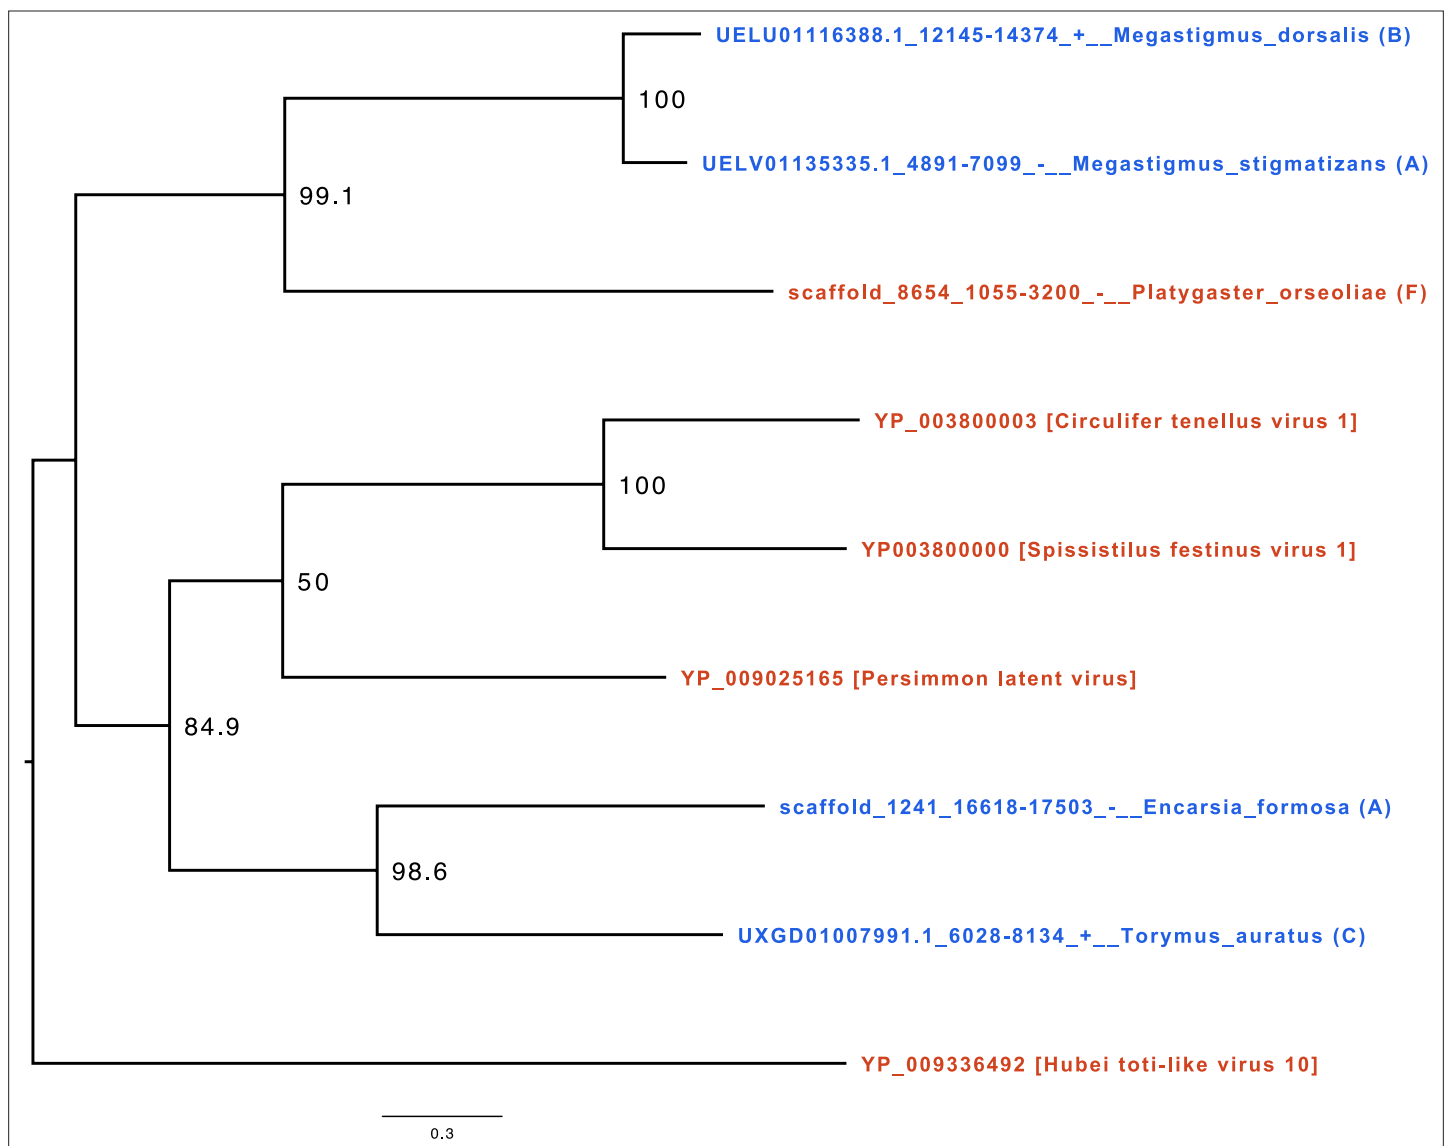 UELU01116388.1_12145-14374_+__Megastigmus_dorsalis (B)
100
UELV01135335.1_4891-7099_-__Megastigmus_stigmatizans (A)
99.1
scaffold_8654_1055-3200_-__Platygaster_orseoliae (F)
YP_003800003 [Circulifer tenellus virus 1]
100
YP003800000 [Spissistilus festinus virus 1]
50
YP_009025165 [Persimmon latent virus]
84.9
scaffold_1241_16618-17503_-__Encarsia_formosa (A)
98.6
UXGD01007991.1_6028-8134_+__Torymus_auratus (C)
YP_009336492 [Hubei toti-like virus 10]
0.3